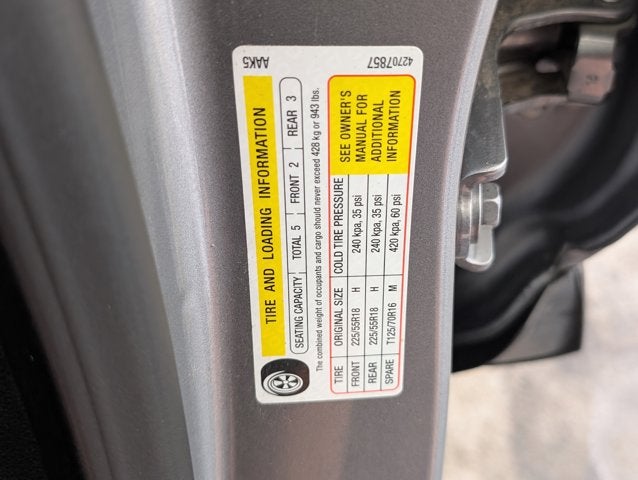 TIRE AND LOADING INFORMATION
SEATING CAPACITY TOTAL 5 FRONT 2 REAR 3
The combined weight of occupants and cargo should never exceed 428 kg or 943 lbs.
TIRE ORIGINAL SIZE COLD TIRE PRESSURE
FRONT 225/55R18 H 240 kpa, 35 psi
REAR 225/55R18 H 240 kpa, 35 psi
SPARE T125/70R16 M 420 kpa, 60 psi
SEE OWNER'S
MANUAL FOR
ADDITIONAL
INFORMATION
AAK5
42707857